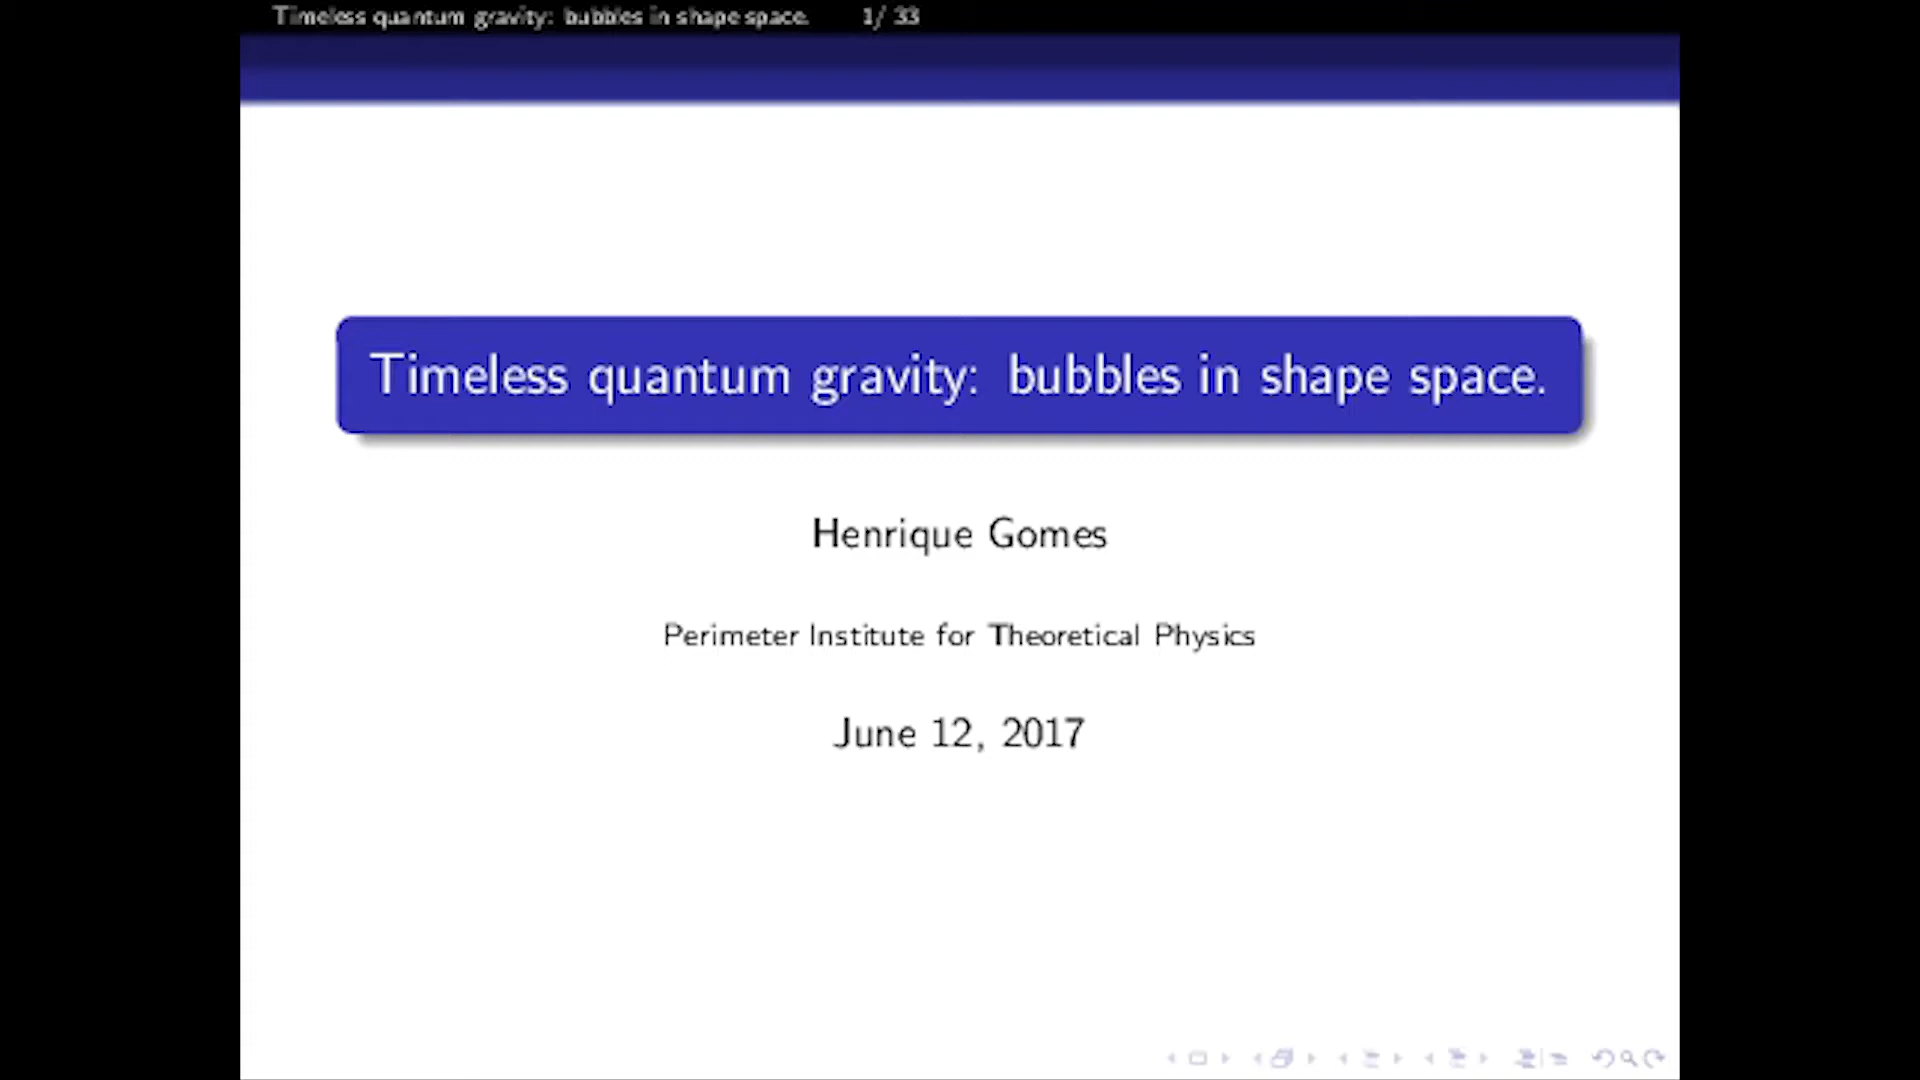 Timeless quantum gravity: bubbles in shape space. 1/ 33
Timeless quantum gravity: bubbles in shape space.
Henrique Gomes
Perimeter Institute for Theoretical Physics
June 12, 2017